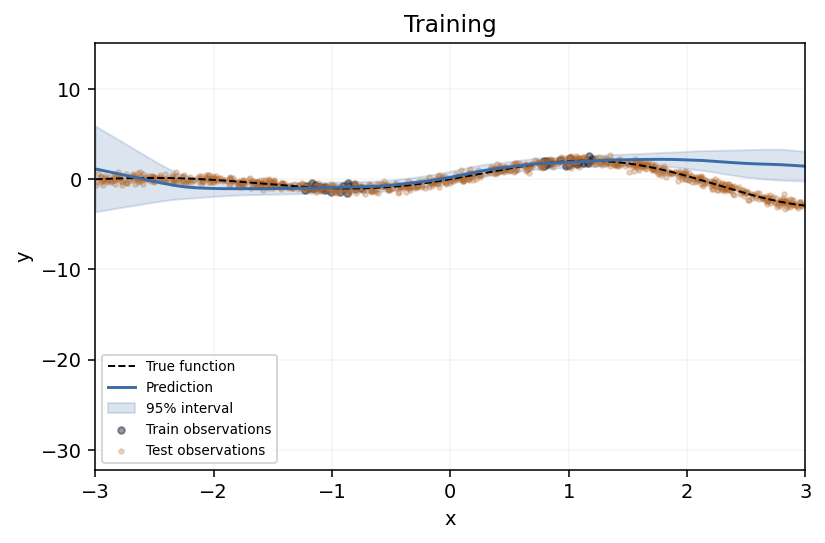 Training
10
0
−10
−20
−30
y
True function
Prediction
95% interval
Train observations
Test observations
−3
−2
−1
0
1
2
3
x